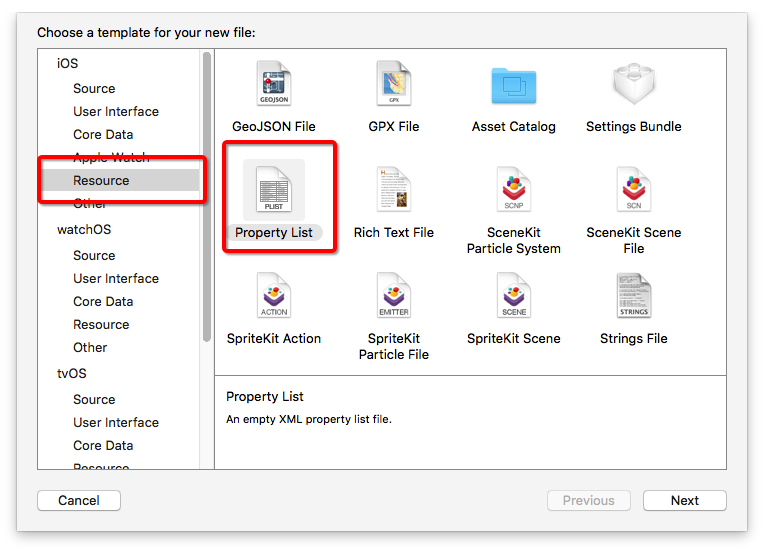 Choose a template for your new file:
iOS
Source
User Interface
Core Data
Apple Watch
Resource
Other
watchOS
Source
User Interface
Core Data
Resource
Other
tvOS
Source
User Interface
Core Data
Resource
GEOJSON
GPX
GeoJSON File
GPX File
Asset Catalog
Settings Bundle
PLIST
SCNP
SCN
Property List
Rich Text File
SceneKit
Particle System
SceneKit Scene
File
ACTION
EMITTER
SCENE
STRINGS
SpriteKit Action
SpriteKit
Particle File
SpriteKit Scene
Strings File
Property List
An empty XML property list file.
Cancel
Previous
Next